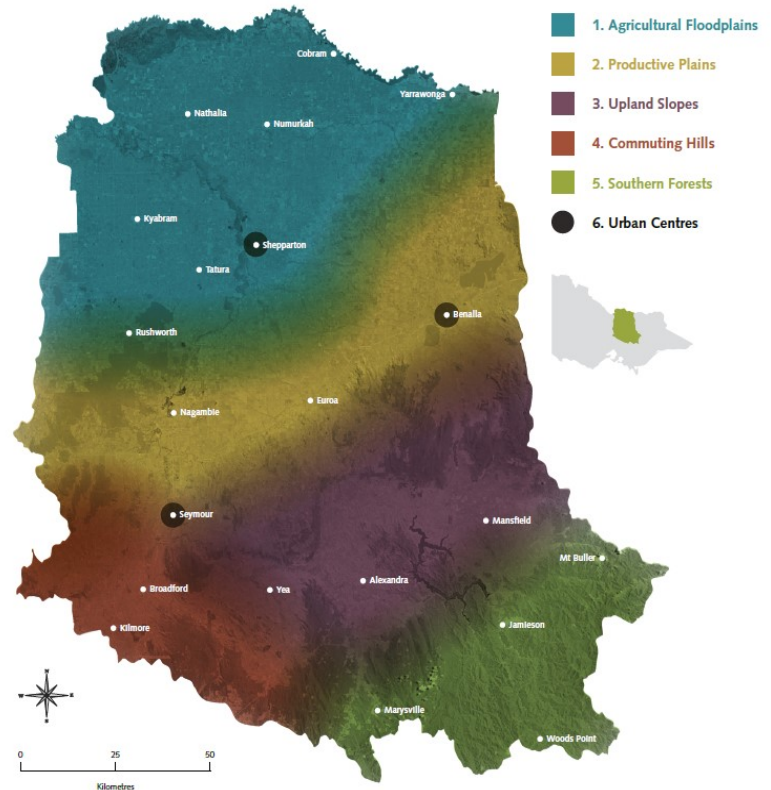 1. Agricultural Floodplains
2. Productive Plains
3. Upland Slopes
4. Commuting Hills
5. Southern Forests
6. Urban Centres
Cobram
Yarrawonga
Nathalia
Numurkah
Kyabram
Shepparton
Tatura
Benalla
Rushworth
Euroa
Nagambie
Seymour
Mansfield
Mt Buller
Alexandra
Broadford
Yea
Jamieson
Kilmore
Marysville
Woods Point
0 25 50
Kilometres